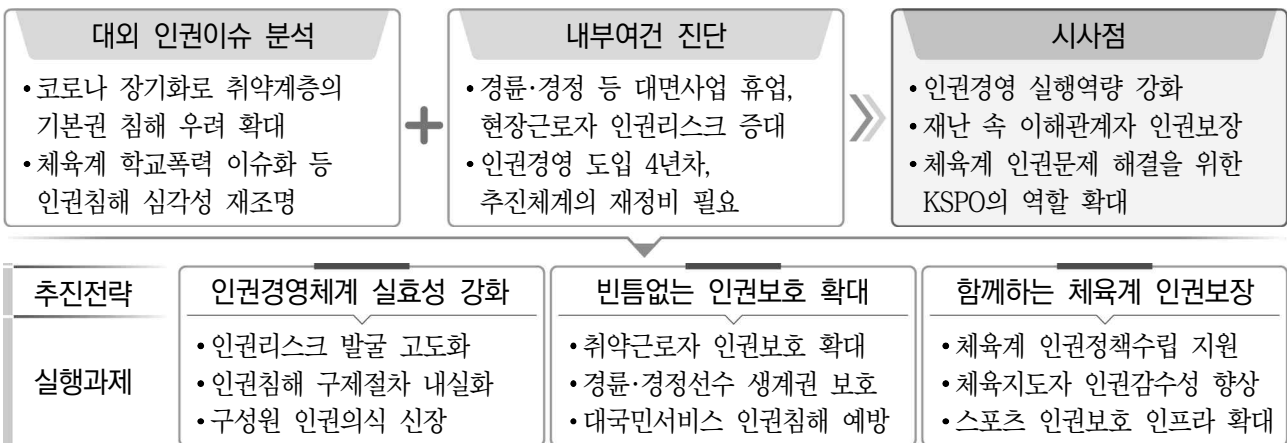 대외 인권이슈 분석
• 코로나 장기화로 취약계층의
기본권 침해 우려 확대
• 체육계 학교폭력 이슈화 등
인권침해 심각성 재조명
+
내부여건 진단
• 경륜·경정 등 대면사업 휴업,
현장근로자 인권리스크 증대
• 인권경영 도입 4년차,
추진체계의 재정비 필요
시사점
• 인권경영 실행역량 강화
• 재난 속 이해관계자 인권보장
• 체육계 인권문제 해결을 위한
KSPO의 역할 확대
추진전략
인권경영체계 실효성 강화
빈틈없는 인권보호 확대
함께하는 체육계 인권보장
실행과제
• 인권리스크 발굴 고도화
• 인권침해 구제절차 내실화
• 구성원 인권의식 신장
• 취약근로자 인권보호 확대
• 경륜·경정선수 생계권 보호
• 대국민서비스 인권침해 예방
• 체육계 인권정책수립 지원
• 체육지도자 인권감수성 향상
• 스포츠 인권보호 인프라 확대